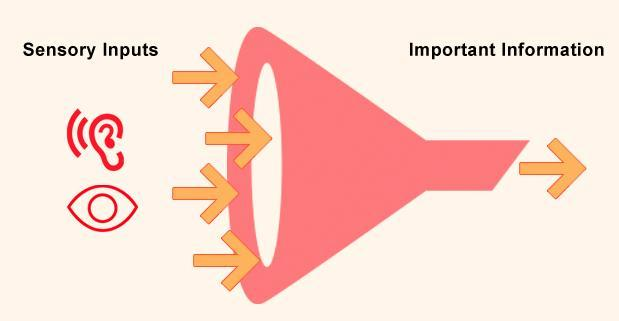 Sensory Inputs
Important Information